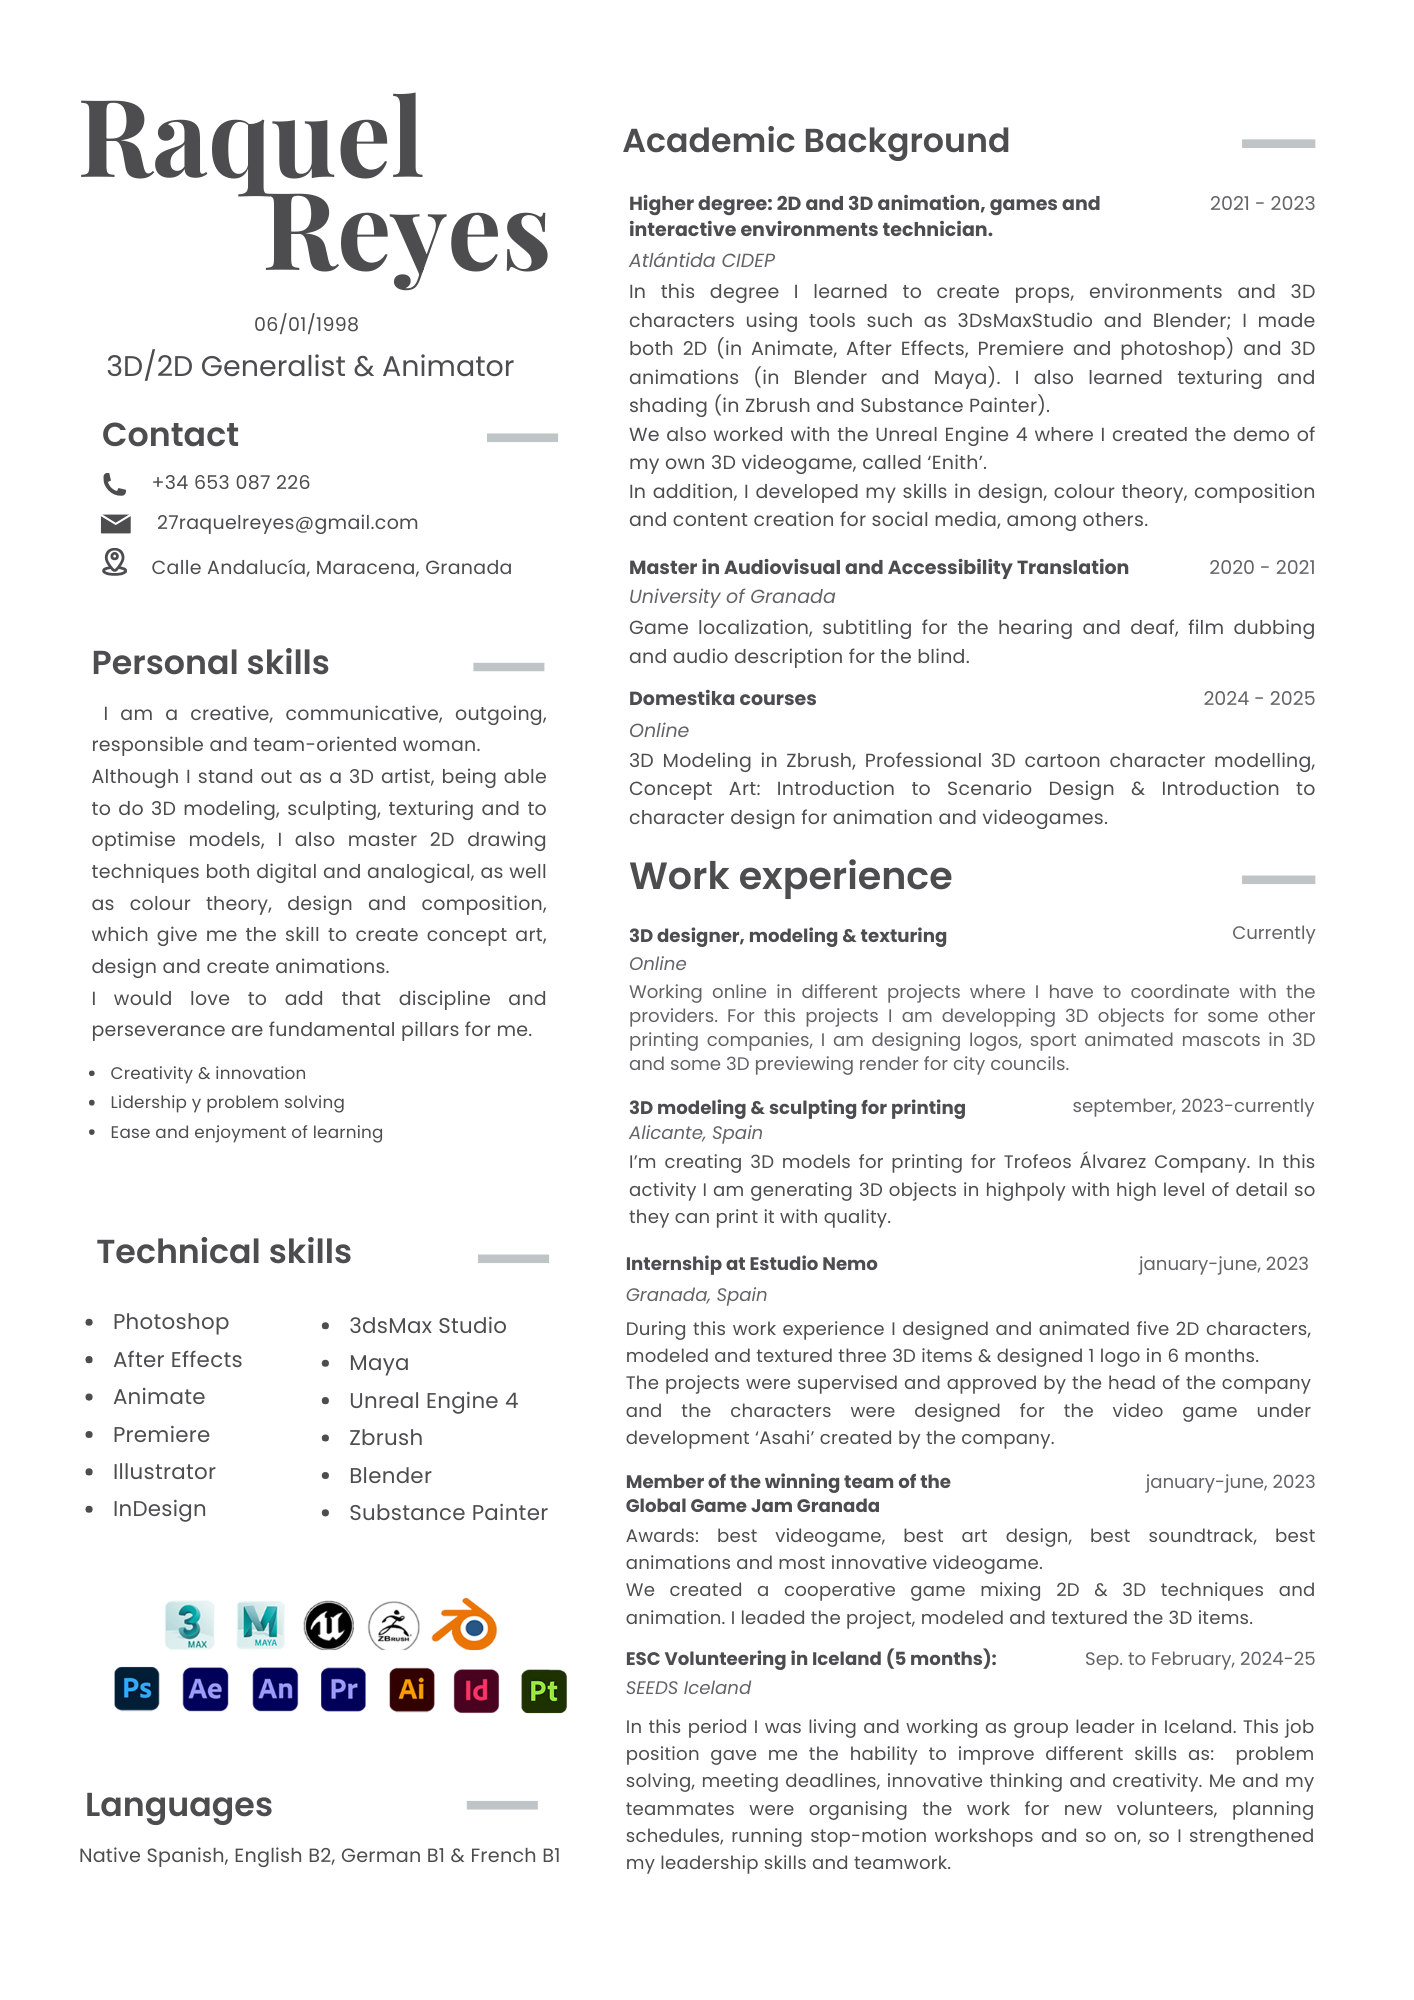 Raquel
Reyes
06/01/1998
3D/2D Generalist & Animator
Contact
+34 653 087 226
27raquelreyes@gmail.com
Calle Andalucía, Maracena, Granada
Personal skills
I am a creative, communicative, outgoing,
responsible and team-oriented woman.
Although I stand out as a 3D artist, being able
to do 3D modeling, sculpting, texturing and to
optimise models, I also master 2D drawing
techniques both digital and analogical, as well
as colour theory, design and composition,
which give me the skill to create concept art,
design and create animations.
I would love to add that discipline and
perseverance are fundamental pillars for me.
• Creativity & innovation
• Lidership y problem solving
• Ease and enjoyment of learning
Technical skills
• Photoshop
• After Effects
• Animate
• Premiere
• Illustrator
• InDesign
• 3dsMax Studio
• Maya
• Unreal Engine 4
• Zbrush
• Blender
• Substance Painter
3 MAX
M MAYA
U
ZBRUSH
Ps Ae An Pr Ai Id Pt
Languages
Native Spanish, English B2, German B1 & French B1
Academic Background
Higher degree: 2D and 3D animation, games and 2021 - 2023
interactive environments technician.
Atlántida CIDEP
In this degree I learned to create props, environments and 3D
characters using tools such as 3DsMaxStudio and Blender; I made
both 2D (in Animate, After Effects, Premiere and photoshop) and 3D
animations (in Blender and Maya). I also learned texturing and
shading (in Zbrush and Substance Painter).
We also worked with the Unreal Engine 4 where I created the demo of
my own 3D videogame, called ‘Enith’.
In addition, I developed my skills in design, colour theory, composition
and content creation for social media, among others.
Master in Audiovisual and Accessibility Translation 2020 - 2021
University of Granada
Game localization, subtitling for the hearing and deaf, film dubbing
and audio description for the blind.
Domestika courses 2024 - 2025
Online
3D Modeling in Zbrush, Professional 3D cartoon character modelling,
Concept Art: Introduction to Scenario Design & Introduction to
character design for animation and videogames.
Work experience
3D designer, modeling & texturing Currently
Online
Working online in different projects where I have to coordinate with the
providers. For this projects I am developping 3D objects for some other
printing companies, I am designing logos, sport animated mascots in 3D
and some 3D previewing render for city councils.
3D modeling & sculpting for printing september, 2023-currently
Alicante, Spain
I’m creating 3D models for printing for Trofeos Álvarez Company. In this
activity I am generating 3D objects in highpoly with high level of detail so
they can print it with quality.
Internship at Estudio Nemo january-june, 2023
Granada, Spain
During this work experience I designed and animated five 2D characters,
modeled and textured three 3D items & designed 1 logo in 6 months.
The projects were supervised and approved by the head of the company
and the characters were designed for the video game under
development ‘Asahi’ created by the company.
Member of the winning team of the january-june, 2023
Global Game Jam Granada
Awards: best videogame, best art design, best soundtrack, best
animations and most innovative videogame.
We created a cooperative game mixing 2D & 3D techniques and
animation. I leaded the project, modeled and textured the 3D items.
ESC Volunteering in Iceland (5 months): Sep. to February, 2024-25
SEEDS Iceland
In this period I was living and working as group leader in Iceland. This job
position gave me the hability to improve different skills as: problem
solving, meeting deadlines, innovative thinking and creativity. Me and my
teammates were organising the work for new volunteers, planning
schedules, running stop-motion workshops and so on, so I strengthened
my leadership skills and teamwork.